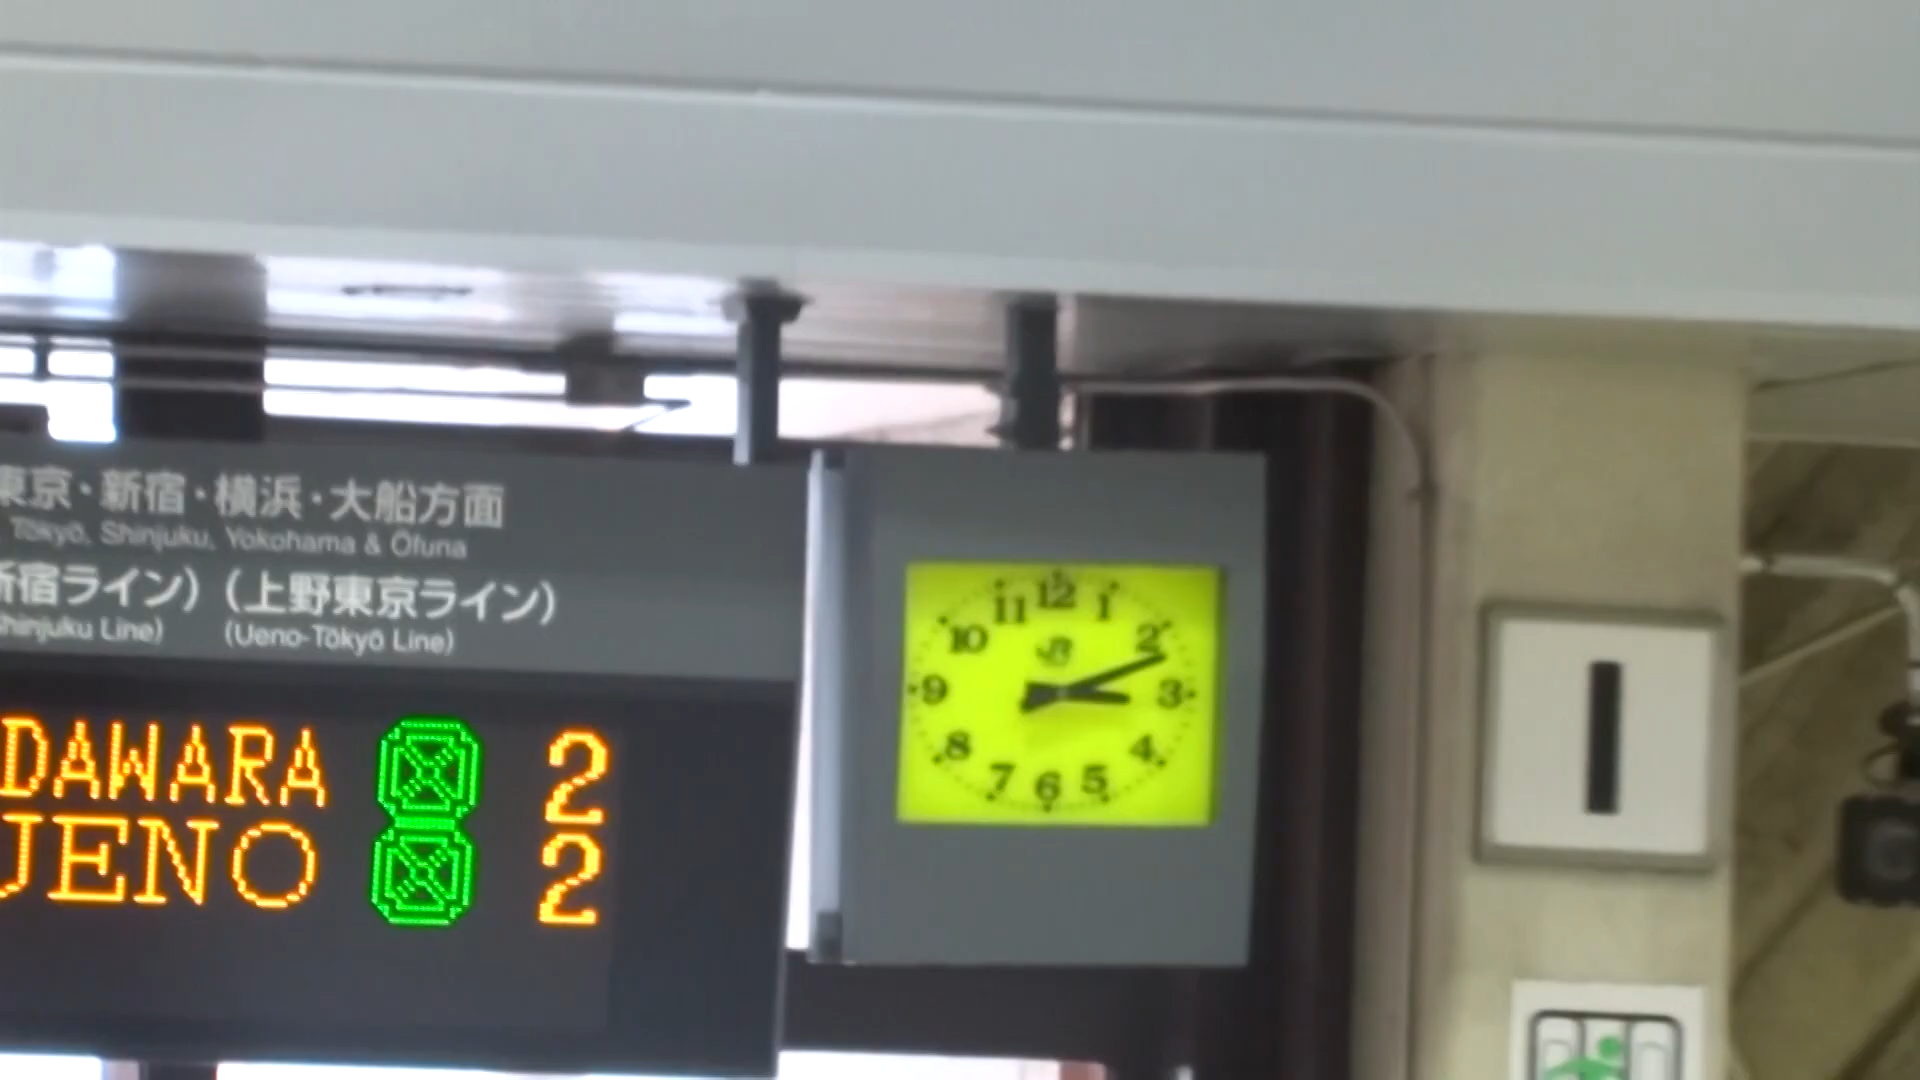 東京・新宿・横浜・大船方面
Tōkyō, Shinjuku, Yokohama & Ōfuna
新宿ライン) (上野東京ライン)
Shinjuku Line) (Ueno-Tōkyō Line)
DAWARA 2
UENO 2
12
11 1
10 2
JR
9 3
8 4
7 6 5